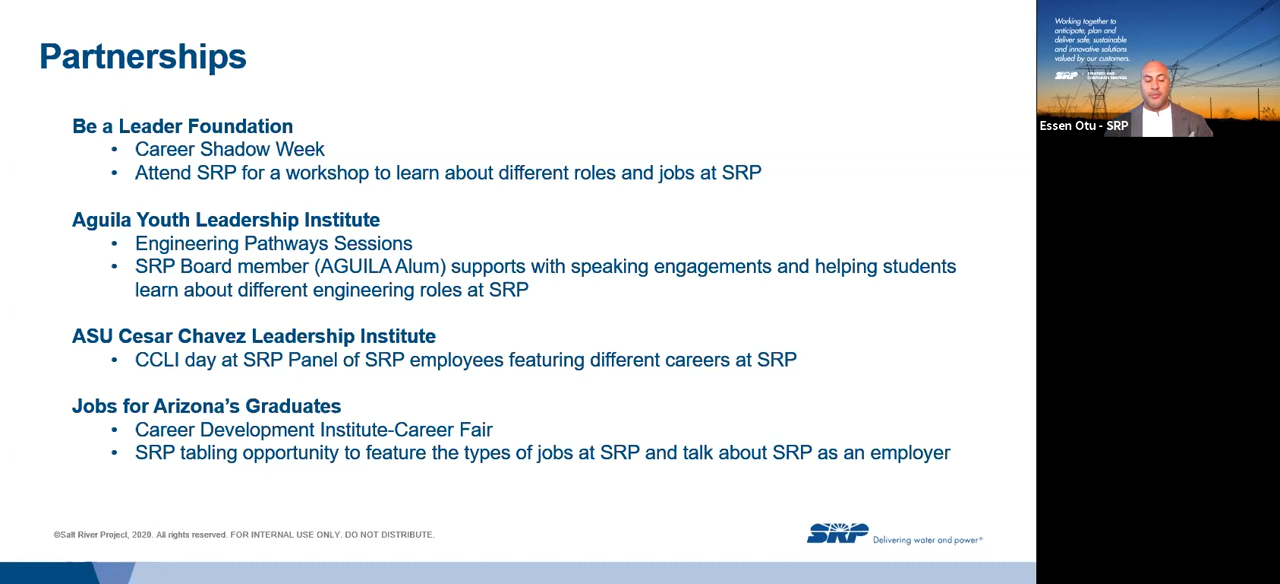 Partnerships
Be a Leader Foundation
• Career Shadow Week
• Attend SRP for a workshop to learn about different roles and jobs at SRP
Aguila Youth Leadership Institute
• Engineering Pathways Sessions
• SRP Board member (AGUILA Alum) supports with speaking engagements and helping students
learn about different engineering roles at SRP
ASU Cesar Chavez Leadership Institute
• CCLI day at SRP Panel of SRP employees featuring different careers at SRP
Jobs for Arizona's Graduates
• Career Development Institute-Career Fair
• SRP tabling opportunity to feature the types of jobs at SRP and talk about SRP as an employer
©Salt River Project, 2020. All rights reserved. FOR INTERNAL USE ONLY. DO NOT DISTRIBUTE.
SRP Delivering water and power®
Working together to
anticipate, plan and
deliver safe, sustainable
and innovative solutions
valued by our customers.
SRP
STRATEGY AND
CORPORATE SERVICES
Essen Otu - SRP